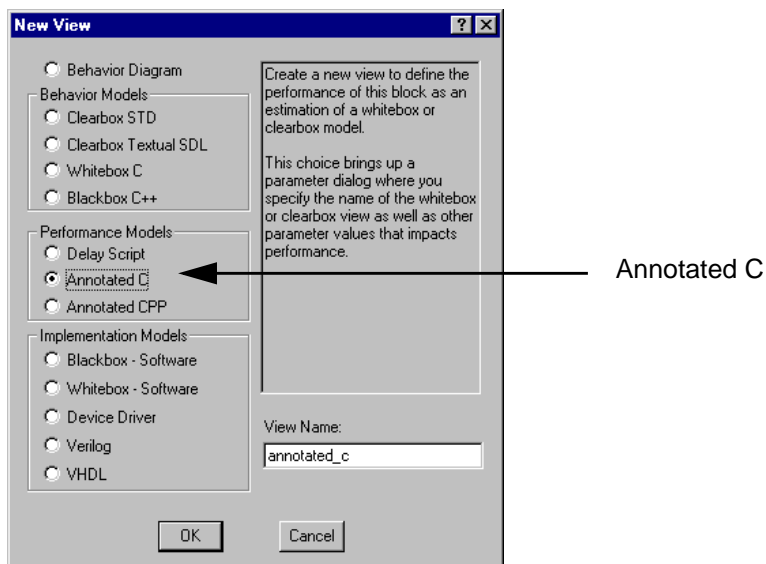 New View
Behavior Diagram
Behavior Models
Clearbox STD
Clearbox Textual SDL
Whitebox C
Blackbox C++
Performance Models
Delay Script
Annotated C
Annotated CPP
Implementation Models
Blackbox - Software
Whitebox - Software
Device Driver
Verilog
VHDL
Create a new view to define the
performance of this block as an
estimation of a whitebox or
clearbox model.
This choice brings up a
parameter dialog where you
specify the name of the whitebox
or clearbox view as well as other
parameter values that impacts
performance.
View Name:
annotated_c
OK
Cancel
Annotated C